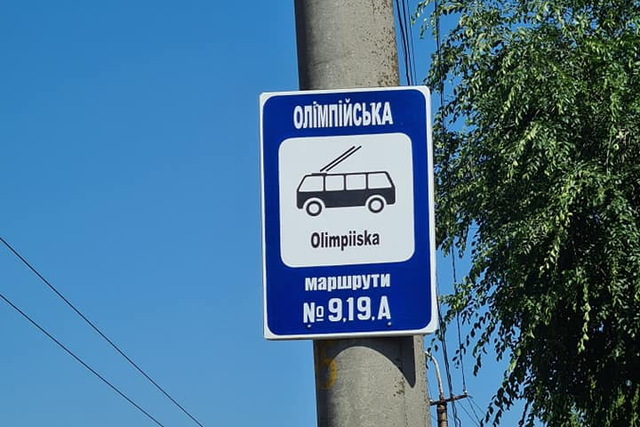 ОЛІМПІЙСЬКА
Olimpiiska
маршрути
№ 9,19,А